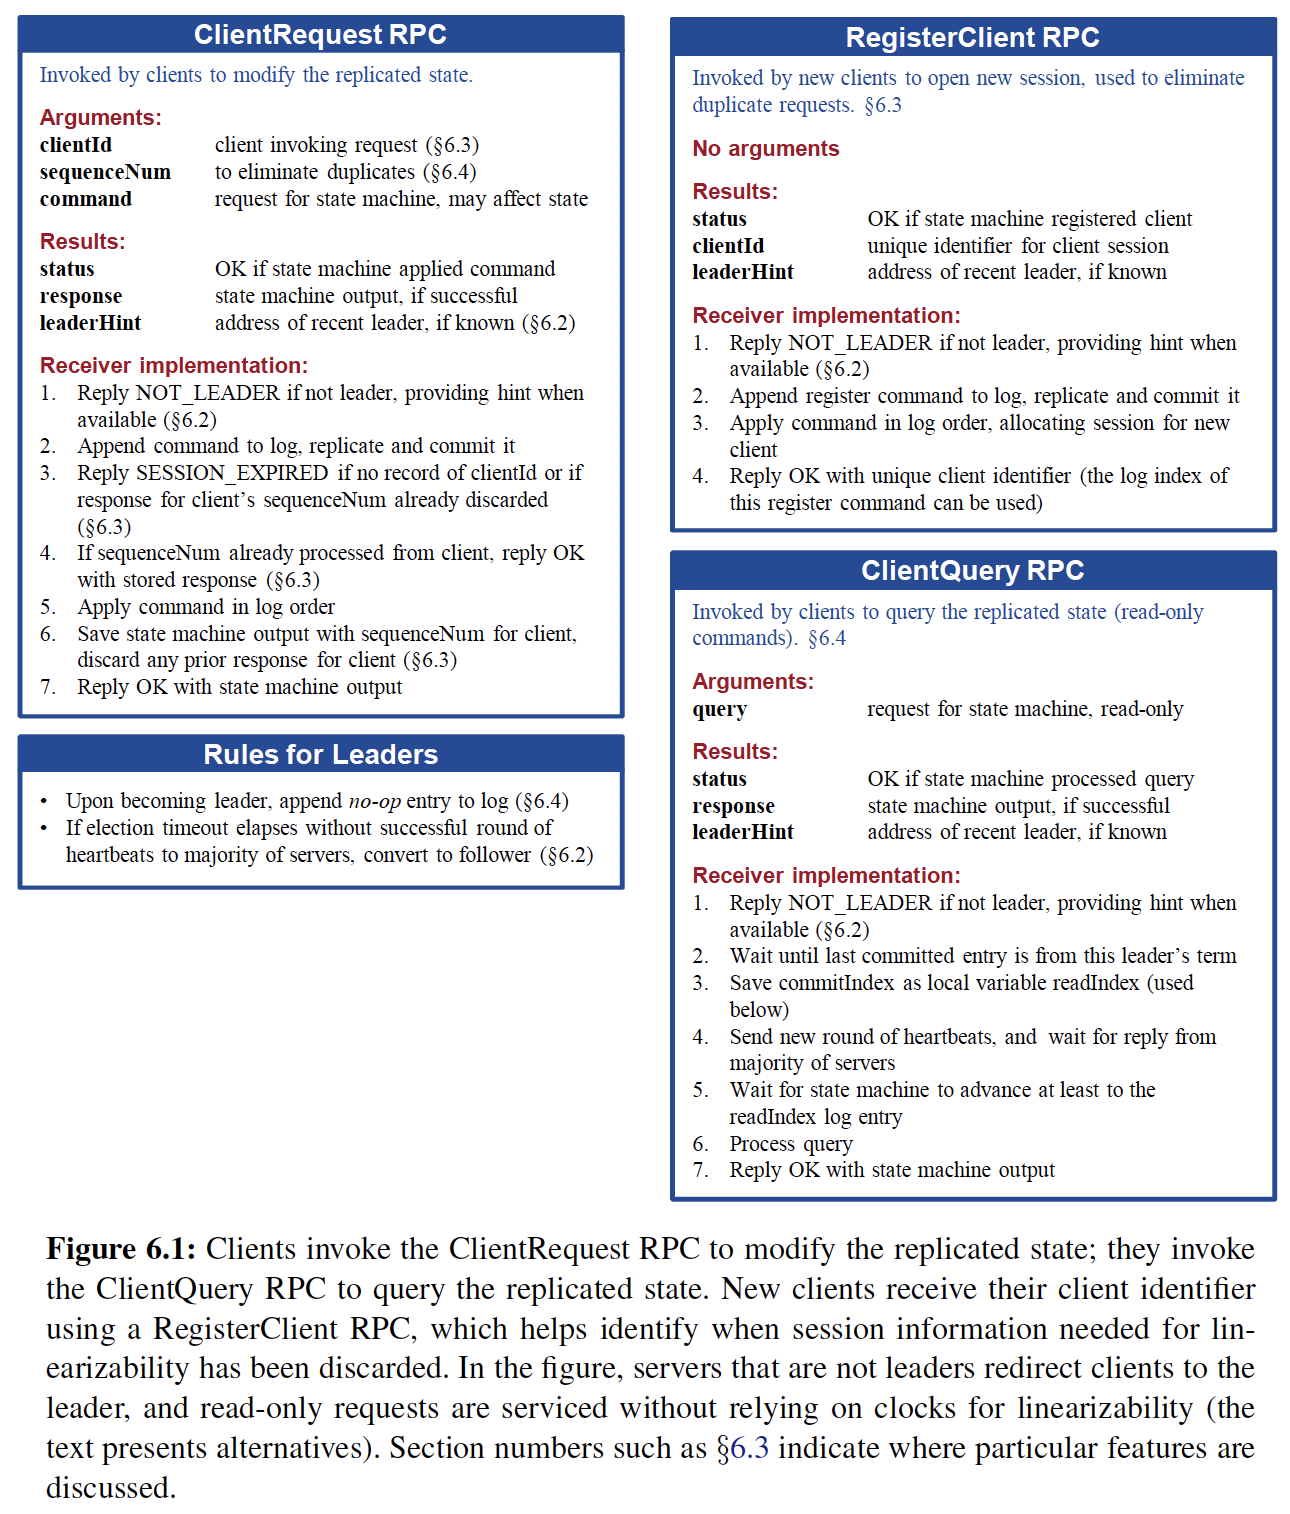 ClientRequest RPC
Invoked by clients to modify the replicated state.
Arguments:
clientId client invoking request (§6.3)
sequenceNum to eliminate duplicates (§6.4)
command request for state machine, may affect state
Results:
status OK if state machine applied command
response state machine output, if successful
leaderHint address of recent leader, if known (§6.2)
Receiver implementation:
1. Reply NOT_LEADER if not leader, providing hint when
available (§6.2)
2. Append command to log, replicate and commit it
3. Reply SESSION_EXPIRED if no record of clientId or if
response for client’s sequenceNum already discarded
(§6.3)
4. If sequenceNum already processed from client, reply OK
with stored response (§6.3)
5. Apply command in log order
6. Save state machine output with sequenceNum for client,
discard any prior response for client (§6.3)
7. Reply OK with state machine output
Rules for Leaders
• Upon becoming leader, append no-op entry to log (§6.4)
• If election timeout elapses without successful round of
heartbeats to majority of servers, convert to follower (§6.2)
RegisterClient RPC
Invoked by new clients to open new session, used to eliminate
duplicate requests. §6.3
No arguments
Results:
status OK if state machine registered client
clientId unique identifier for client session
leaderHint address of recent leader, if known
Receiver implementation:
1. Reply NOT_LEADER if not leader, providing hint when
available (§6.2)
2. Append register command to log, replicate and commit it
3. Apply command in log order, allocating session for new
client
4. Reply OK with unique client identifier (the log index of
this register command can be used)
ClientQuery RPC
Invoked by clients to query the replicated state (read-only
commands). §6.4
Arguments:
query request for state machine, read-only
Results:
status OK if state machine processed query
response state machine output, if successful
leaderHint address of recent leader, if known
Receiver implementation:
1. Reply NOT_LEADER if not leader, providing hint when
available (§6.2)
2. Wait until last committed entry is from this leader’s term
3. Save commitIndex as local variable readIndex (used
below)
4. Send new round of heartbeats, and wait for reply from
majority of servers
5. Wait for state machine to advance at least to the
readIndex log entry
6. Process query
7. Reply OK with state machine output
Figure 6.1: Clients invoke the ClientRequest RPC to modify the replicated state; they invoke
the ClientQuery RPC to query the replicated state. New clients receive their client identifier
using a RegisterClient RPC, which helps identify when session information needed for lin-
earizability has been discarded. In the figure, servers that are not leaders redirect clients to the
leader, and read-only requests are serviced without relying on clocks for linearizability (the
text presents alternatives). Section numbers such as §6.3 indicate where particular features are
discussed.